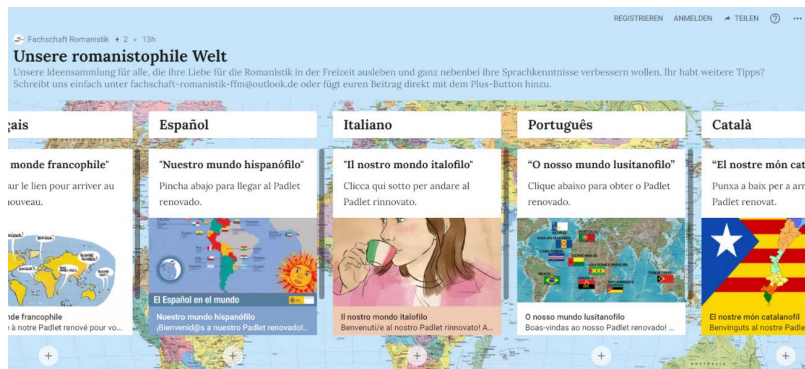 REGISTRIEREN ANMELDEN TEILEN
Fachschaft Romanistik + 2 • 13h
Unsere romanistophile Welt
Unsere Ideensammlung für alle, die ihre Liebe für die Romanistik in der Freizeit ausleben und ganz nebenbei ihre Sprachkenntnisse verbessern wollen. Ihr habt weitere Tipps?
Schreibt uns einfach unter fachschaft-romanistik-ffm@outlook.de oder fügt euren Beitrag direkt mit dem Plus-Button hinzu.
çais
monde francophile"
sur le lien pour arriver au
nouveau.
nde francophile
e à notre Padlet renové pour vo...
Español
"Nuestro mundo hispanófilo"
Pincha abajo para llegar al Padlet
renovado.
El Español en el mundo
Nuestro mundo hispanófilo
¡Bienvenid@s a nuestro Padlet renovado!...
Italiano
"Il nostro mondo italofilo"
Clicca qui sotto per andare al
Padlet rinnovato.
Il nostro mondo italofilo
Benvenuti/e al nostro Padlet rinnovato! A...
Português
"O nosso mundo lusitanofilo"
Clique abaixo para obter o Padlet
renovado.
O nosso mundo lusitanofilo
Boas-vindas ao nosso Padlet renovado! ...
Català
"El nostre món cat
Punxa a baix per a arr
Padlet renovat.
El nostre món catalanofil
Benvinguts al nostre Padle